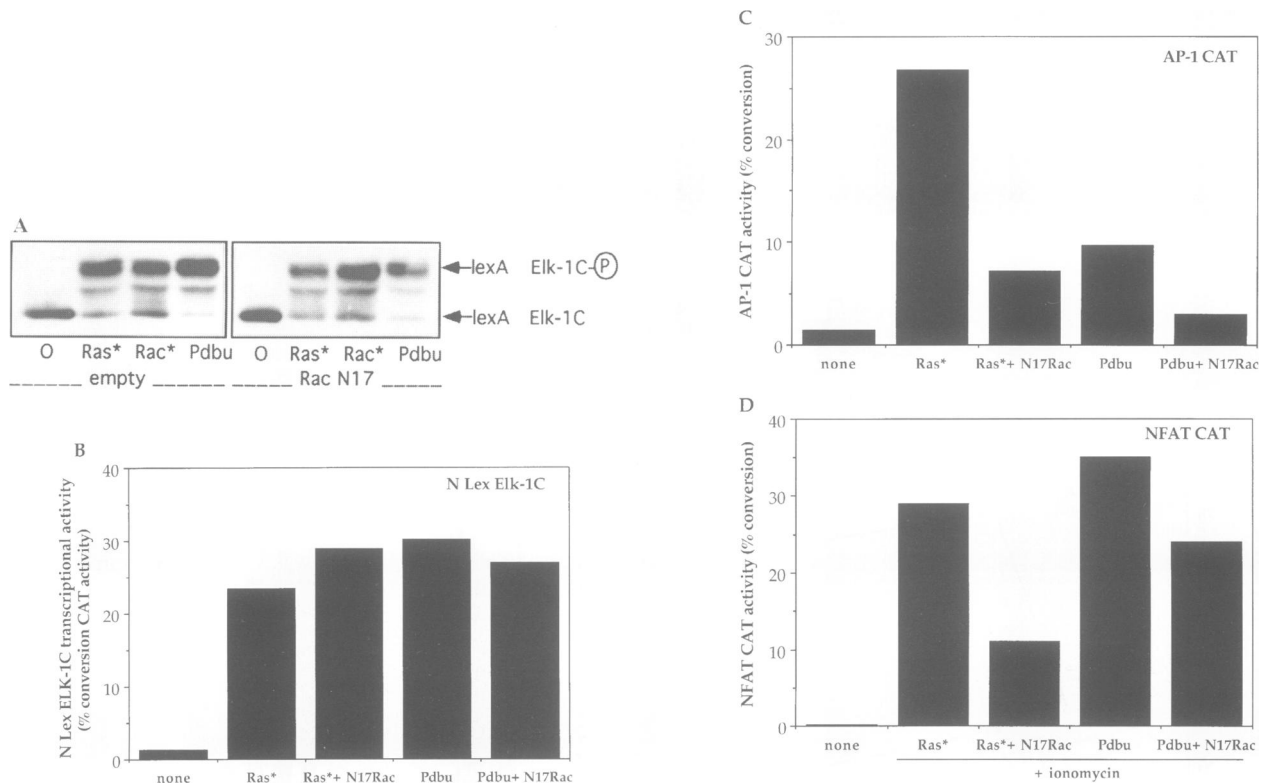 A
lexA Elk-1C-P
lexA Elk-1C
O Ras* Rac* Pdbu O Ras* Rac* Pdbu
______ empty ______ _____ Rac N17 _____
B
N Lex Elk-1C
N Lex ELK-1C transcriptional activity
(% conversion CAT activity)
40
30
20
10
0
none Ras* Ras*+ N17Rac Pdbu Pdbu+ N17Rac
C
AP-1 CAT
AP-1 CAT activity (% conversion)
30
20
10
0
none Ras* Ras*+ N17Rac Pdbu Pdbu+ N17Rac
D
NFAT CAT
NFAT CAT activity (% conversion)
40
30
20
10
0
none Ras* Ras*+ N17Rac Pdbu Pdbu+ N17Rac
+ ionomycin